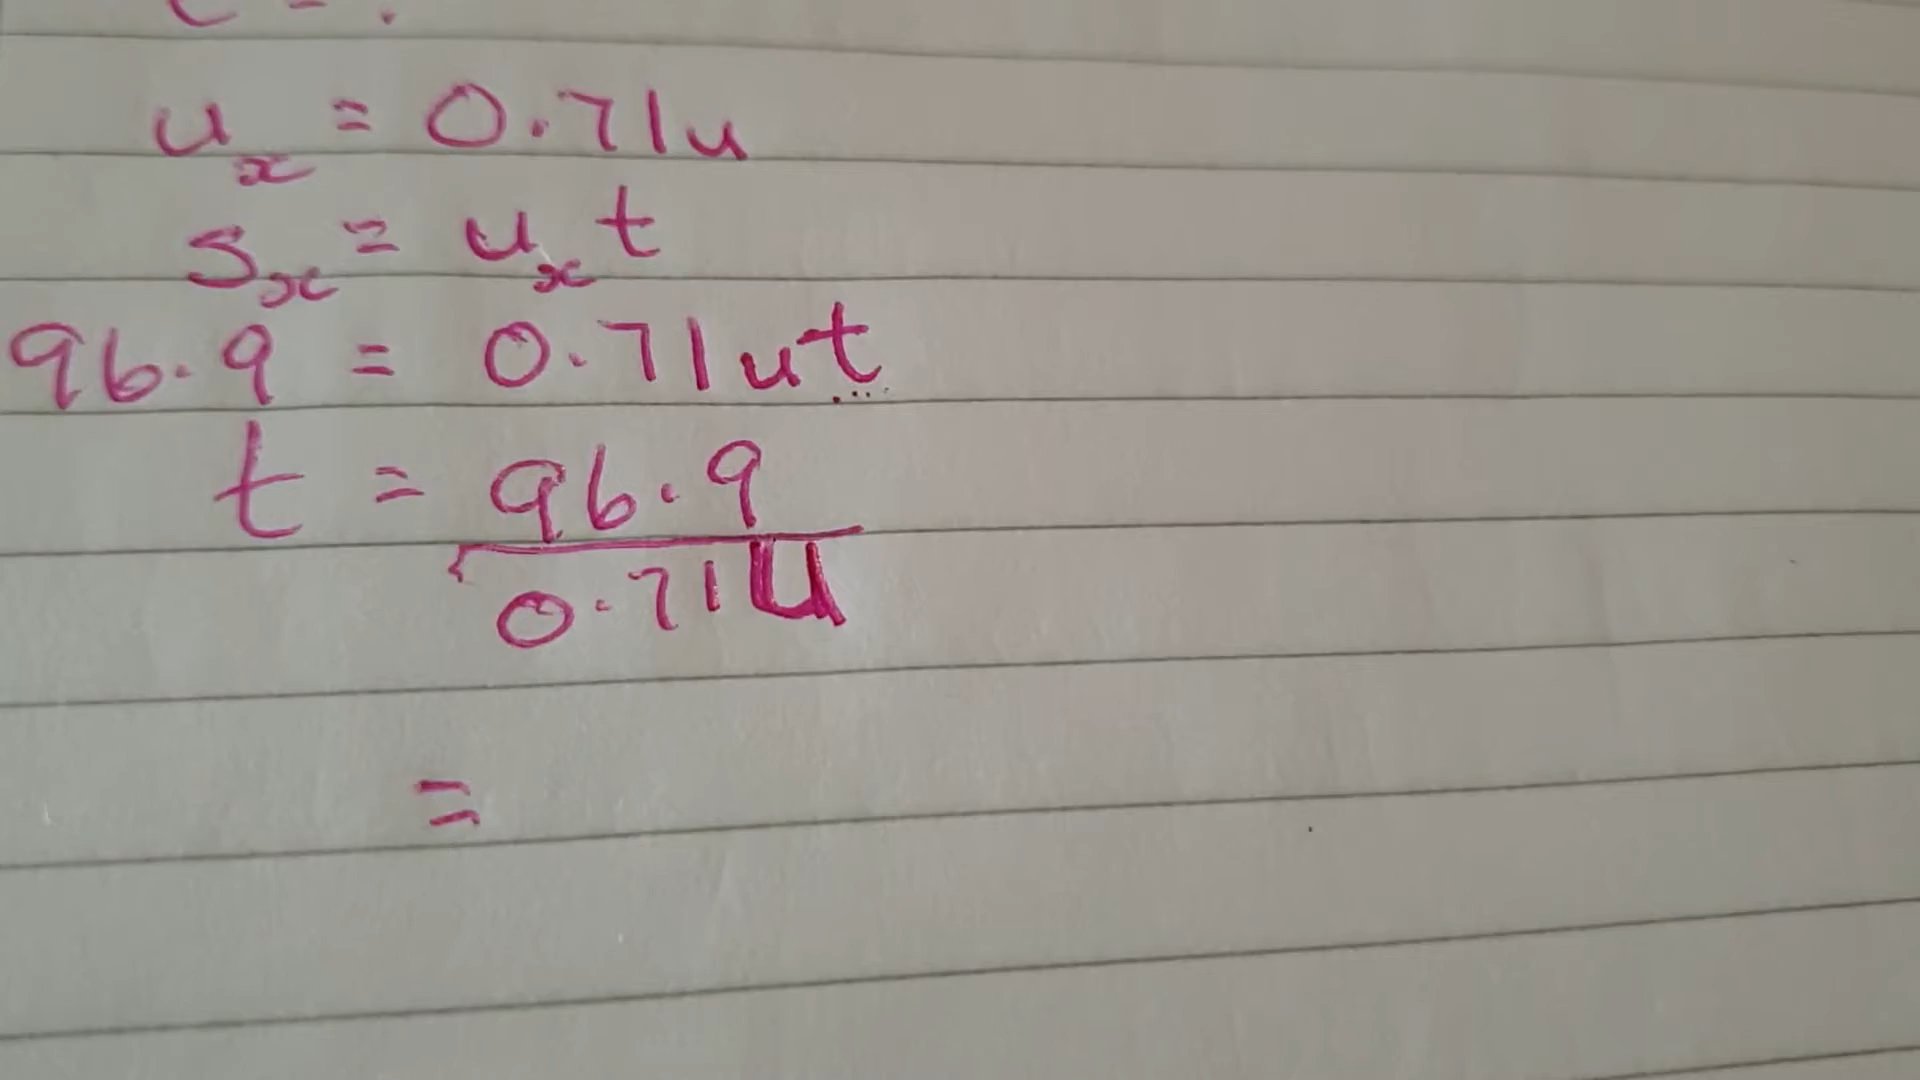 uₓ = 0.71u
sₓ = uₓt
96.9 = 0.71ut
t = 96.9
0.71u
=